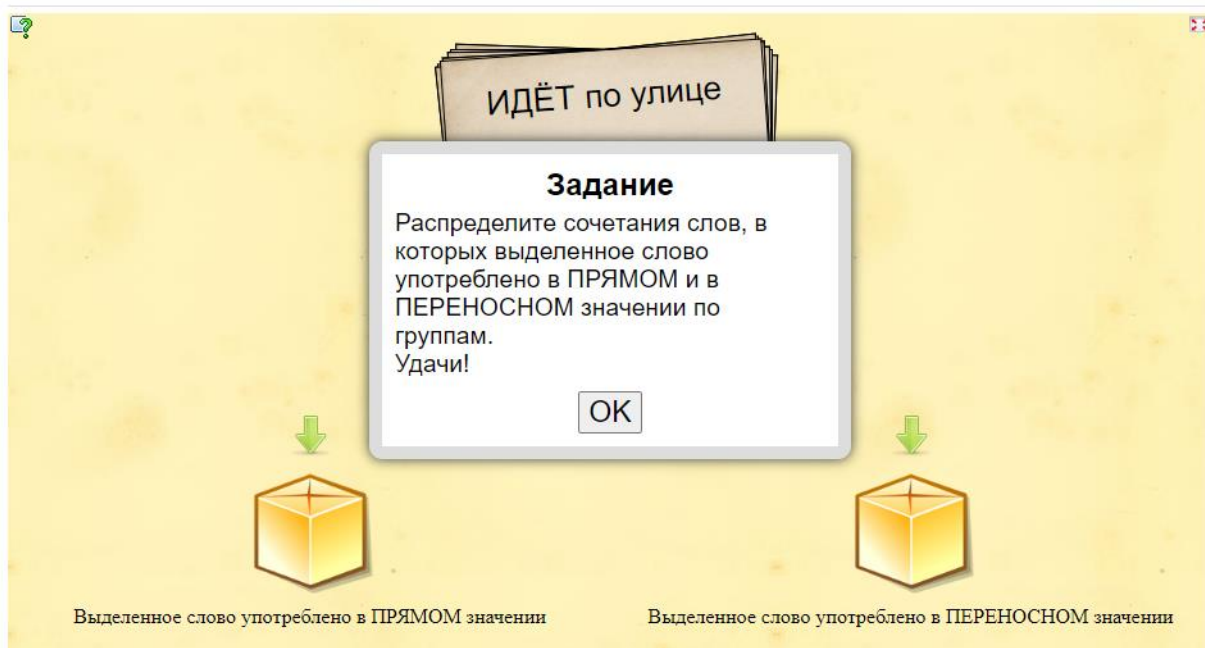 ИДЁТ по улице
Задание
Распределите сочетания слов, в
которых выделенное слово
употреблено в ПРЯМОМ и в
ПЕРЕНОСНОМ значении по
группам.
Удачи!
OK
Выделенное слово употреблено в ПРЯМОМ значении
Выделенное слово употреблено в ПЕРЕНОСНОМ значении